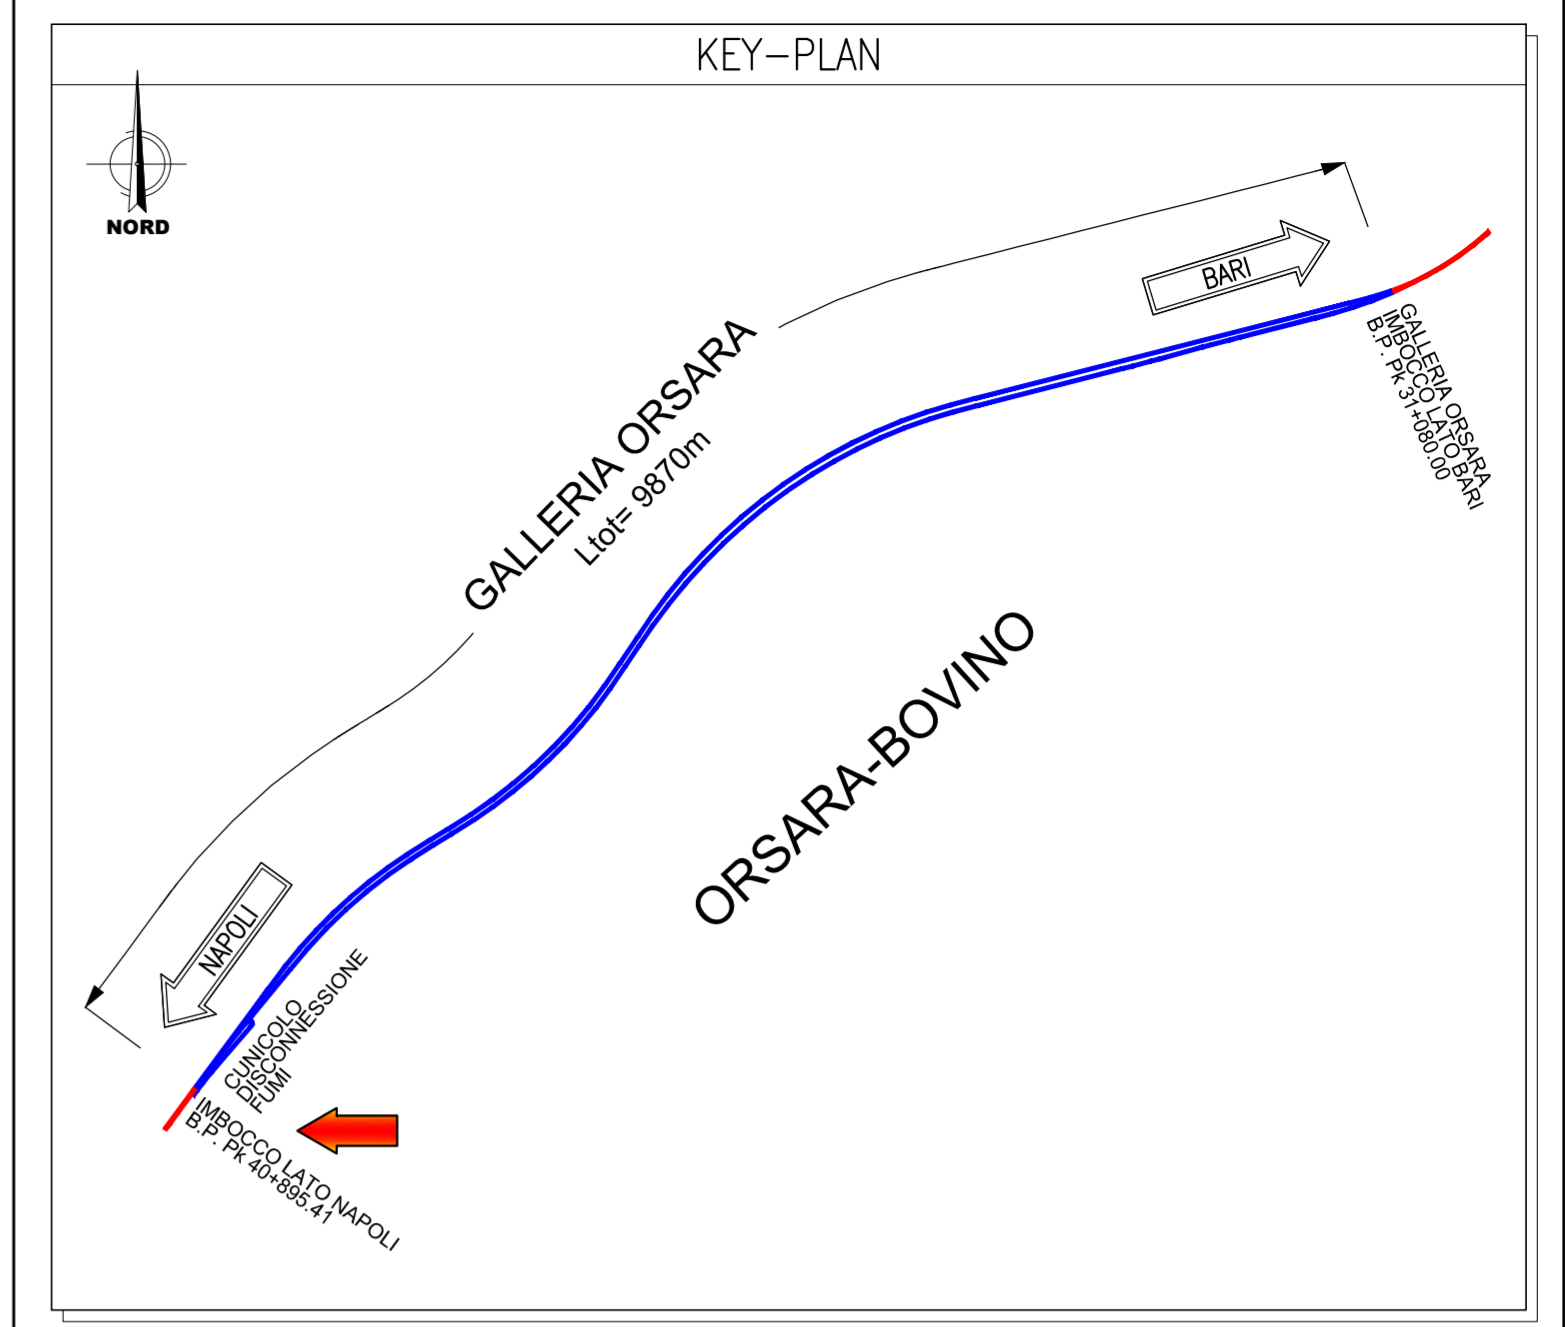 KEY-PLAN
NORD
BARI
GALLERIA ORSARA
IMBOCCO LATO BARI
B.P. Pk 31+080.00
GALLERIA ORSARA
Ltot= 9870m
ORSARA-BOVINO
NAPOLI
CUNICOLO
DISCONNESSIONE
FUMI
IMBOCCO LATO NAPOLI
B.P. Pk 40+895.41